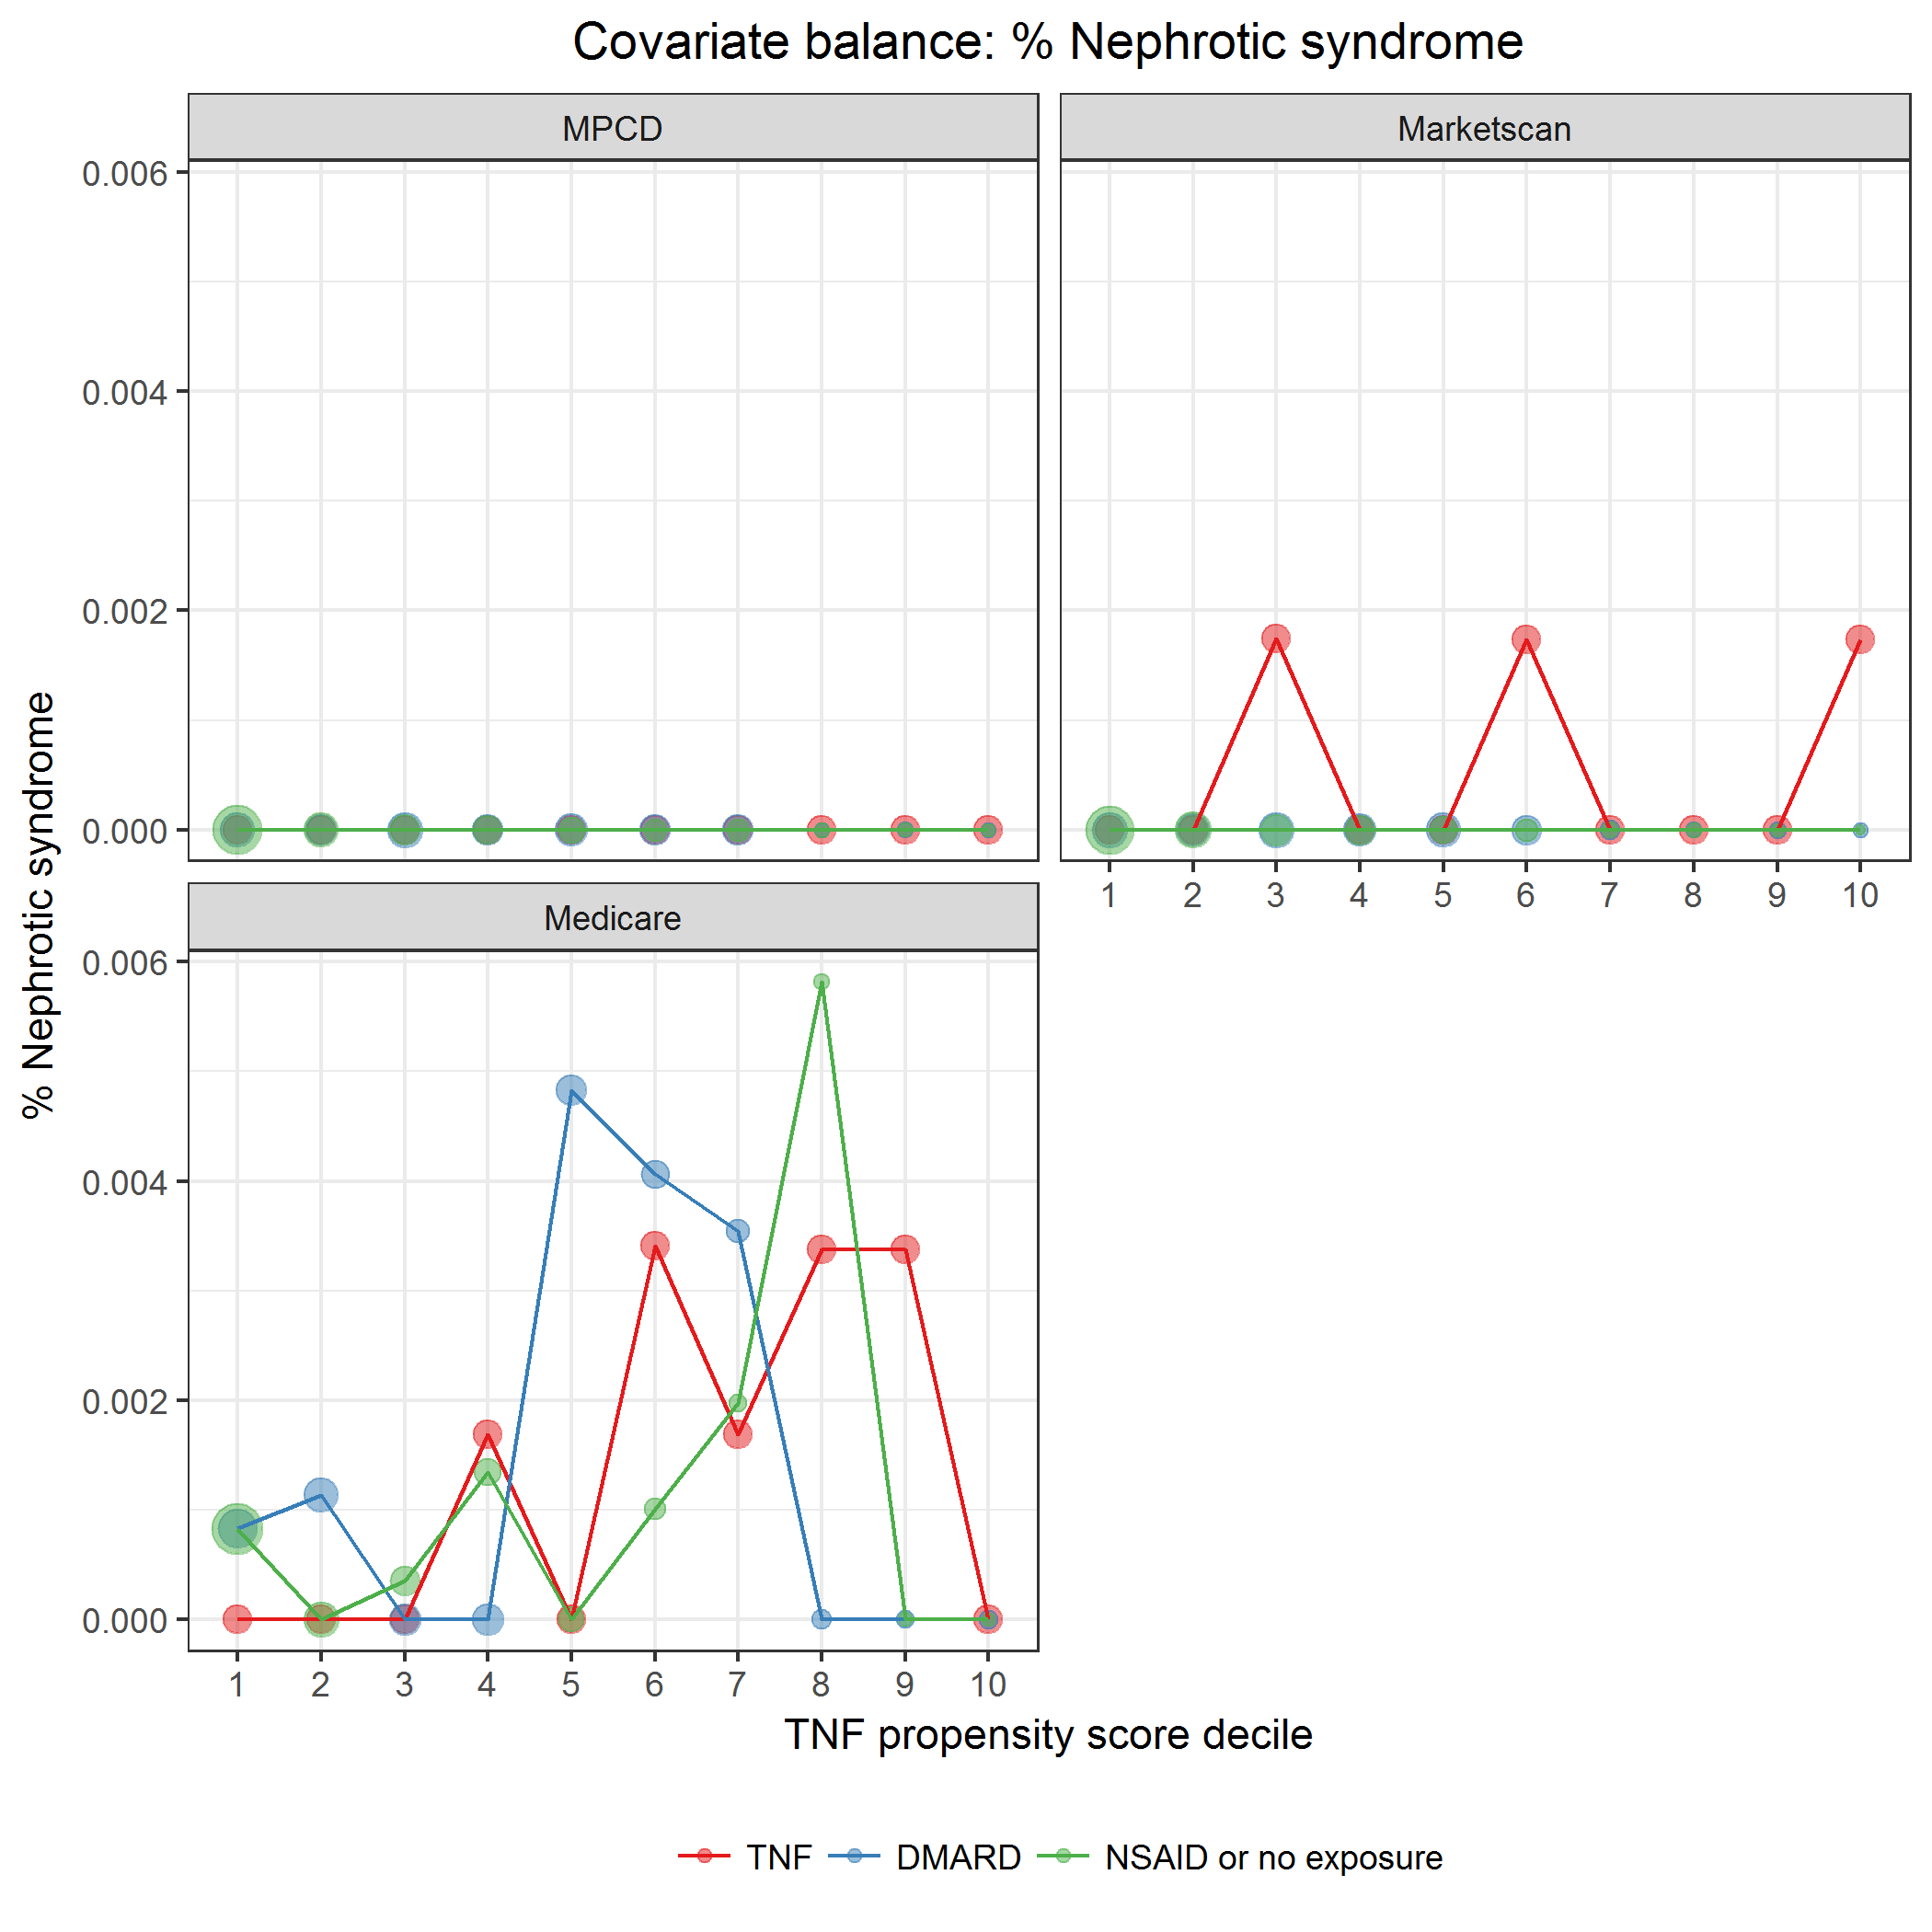 Covariate balance: % Nephrotic syndrome
MPCD
Marketscan
0.006
0.004
0.002
0.000
1 2 3 4 5 6 7 8 9 10
Medicare
0.006
0.004
0.002
0.000
1 2 3 4 5 6 7 8 9 10
% Nephrotic syndrome
TNF propensity score decile
TNF DMARD NSAID or no exposure